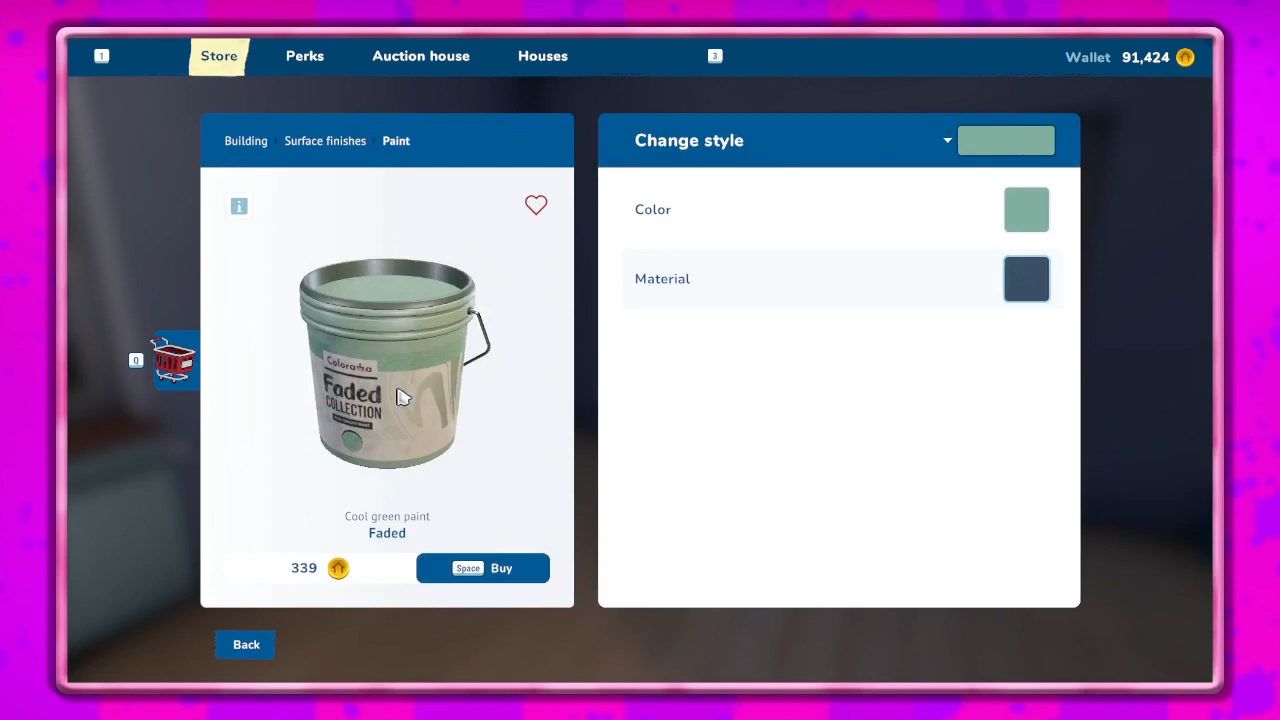 1 Store Perks Auction house Houses 3 Wallet 91,424
Building Surface finishes Paint
Change style
i
Color
Material
Q
Colorama
Faded
COLLECTION
Cool green paint
Faded
339 Space Buy
Back